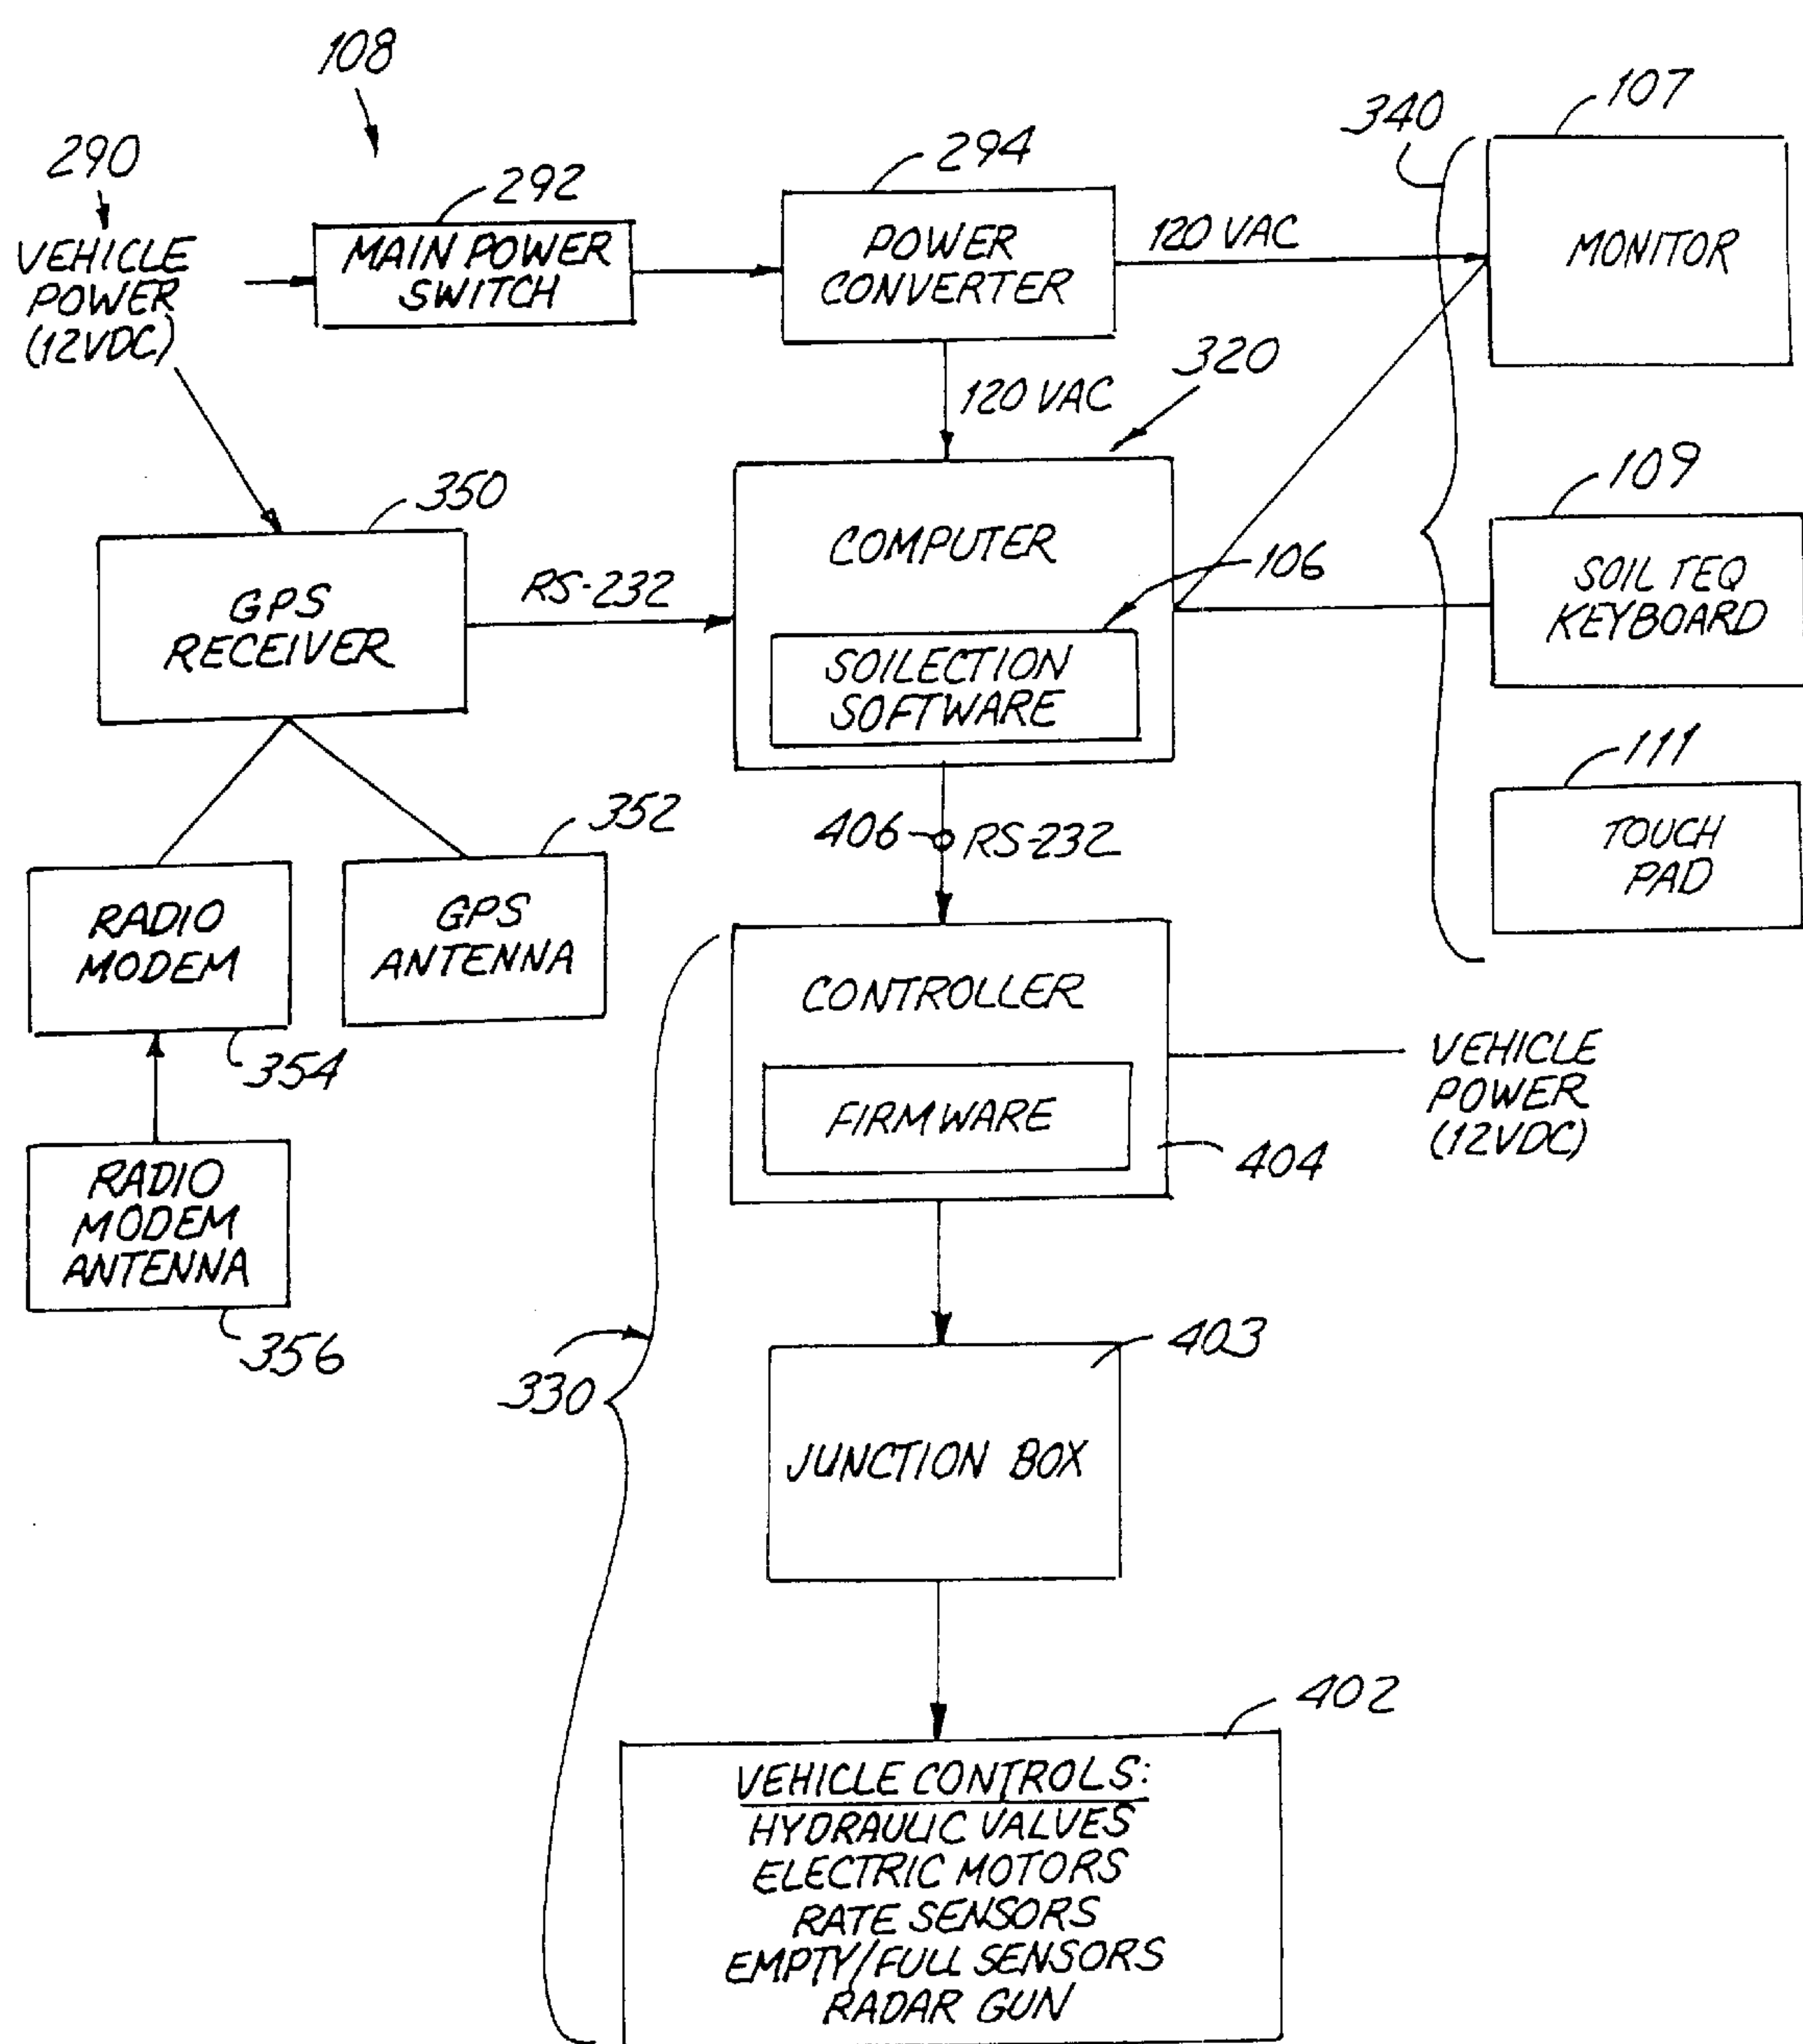 108
290
VEHICLE
POWER
(12VDC)
292
MAIN POWER
SWITCH
294
POWER
CONVERTER
120 VAC
340
107
MONITOR
120 VAC
320
350
GPS
RECEIVER
RS-232
COMPUTER
106
SOILECTION
SOFTWARE
109
SOIL TEQ
KEYBOARD
111
TOUCH
PAD
406
RS-232
352
GPS
ANTENNA
RADIO
MODEM
354
RADIO
MODEM
ANTENNA
356
CONTROLLER
FIRMWARE
404
VEHICLE
POWER
(12VDC)
330
403
JUNCTION BOX
402
VEHICLE CONTROLS:
HYDRAULIC VALVES
ELECTRIC MOTORS
RATE SENSORS
EMPTY/FULL SENSORS
RADAR GUN